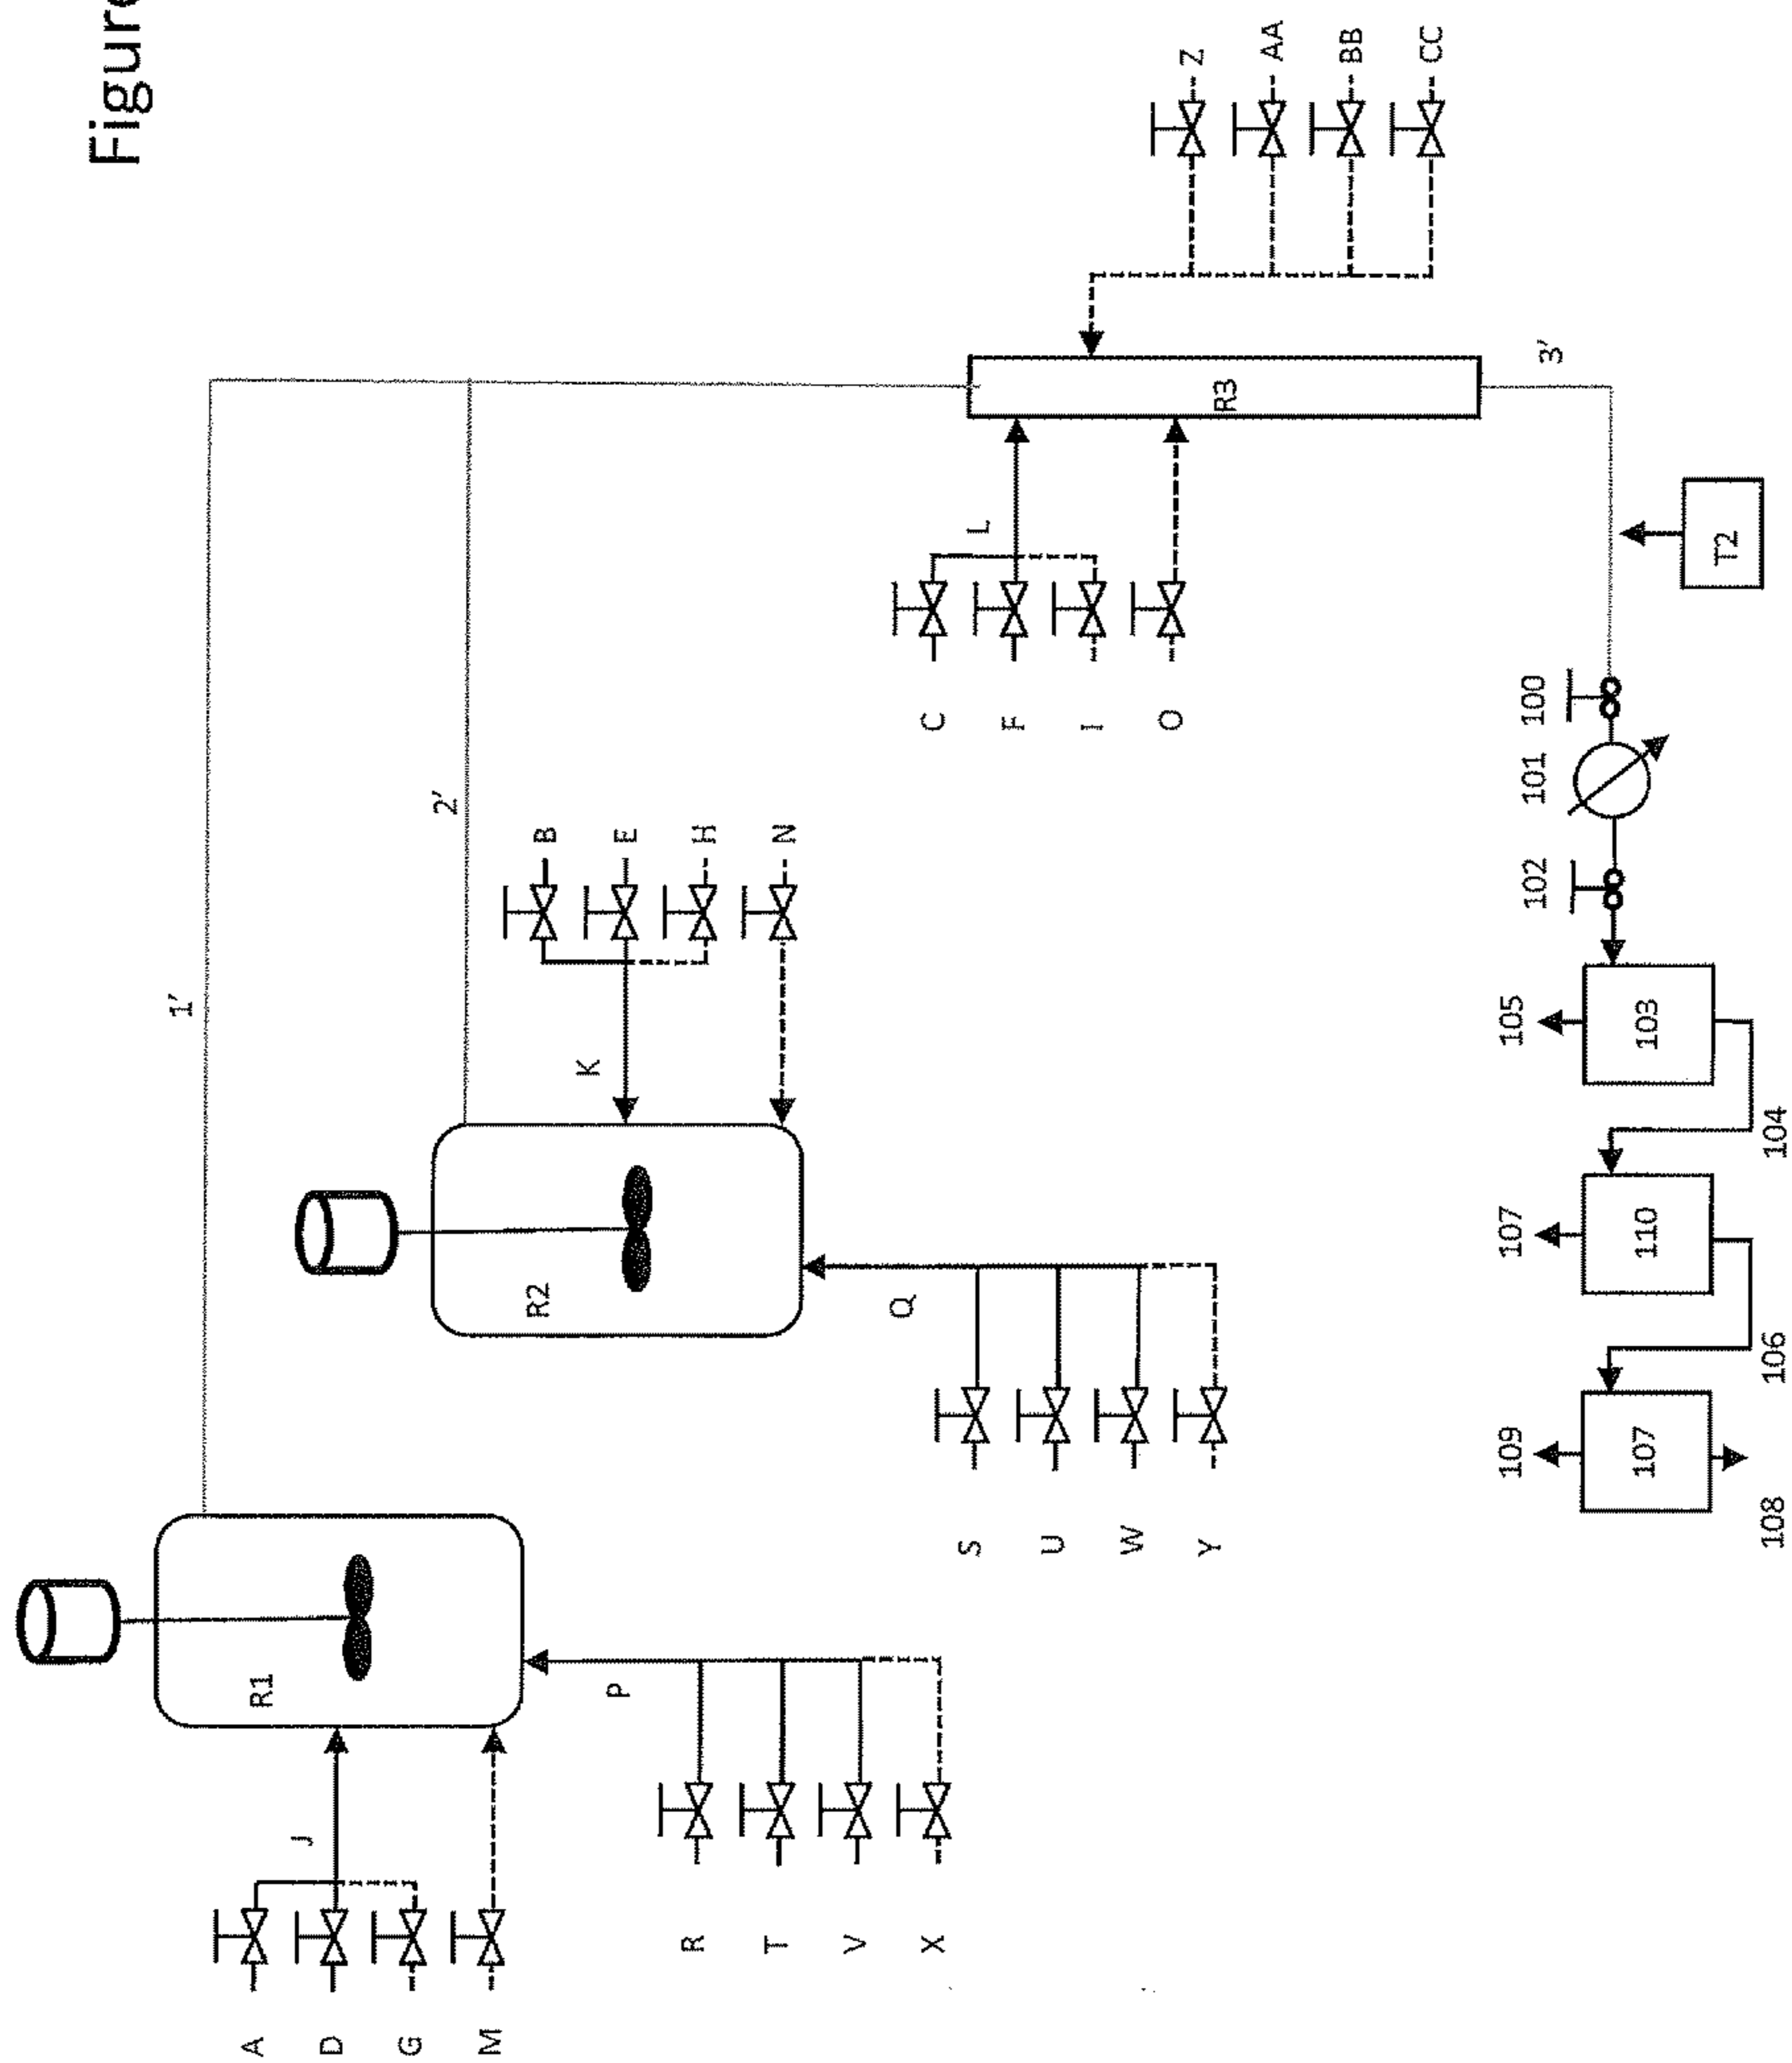 Figure
1'
2'
R1
R2
R3
A
D
G
M
J
R
T
V
X
P
B
E
H
N
K
S
U
W
Y
Q
C
F
I
O
L
Z
AA
BB
CC
3'
T2
100
101
102
103
105
104
110
107
106
107
109
108